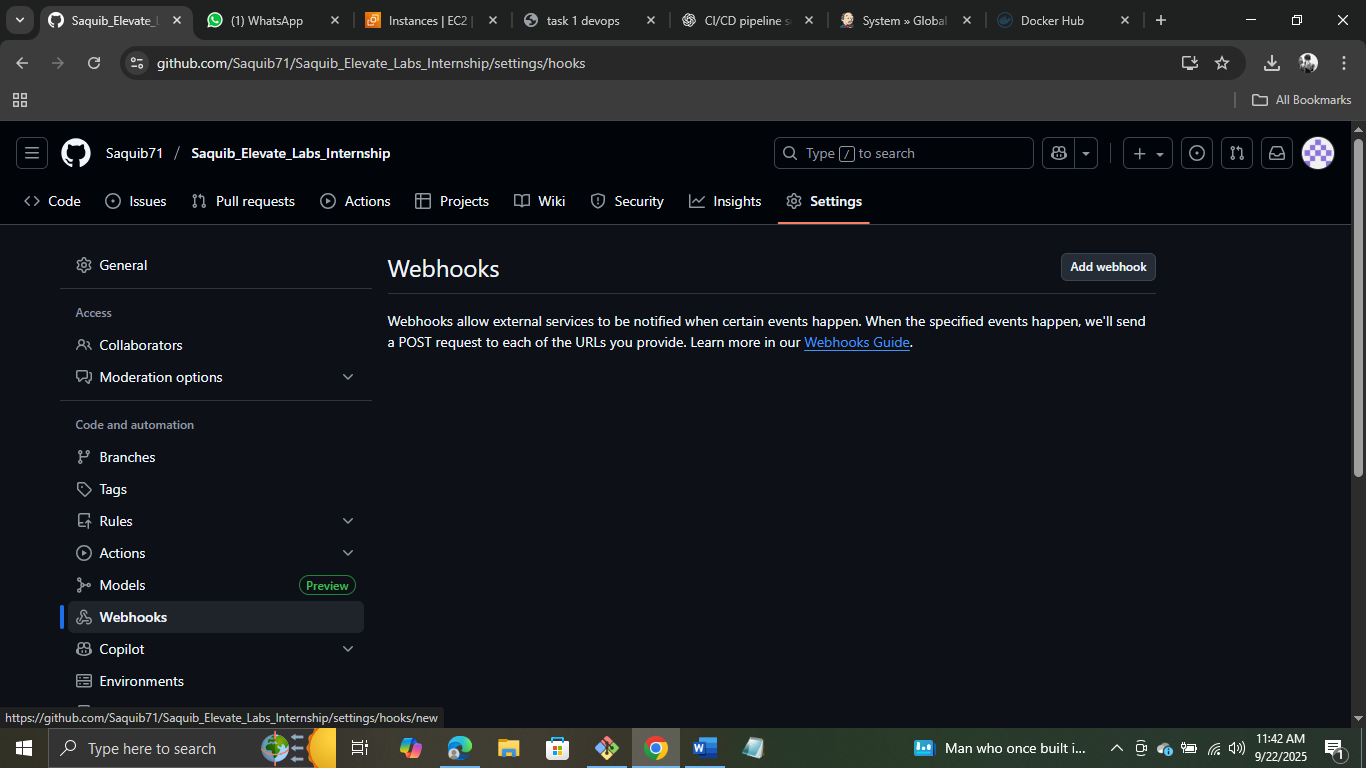 Saquib71/Saquib_Elevate_L
(1) WhatsApp
Instances | EC2 |
task 1 devops
CI/CD pipeline se
System » Global
Docker Hub
github.com/Saquib71/Saquib_Elevate_Labs_Internship/settings/hooks
All Bookmarks
Saquib71 / Saquib_Elevate_Labs_Internship
Type / to search
Code
Issues
Pull requests
Actions
Projects
Wiki
Security
Insights
Settings
General
Access
Collaborators
Moderation options
Code and automation
Branches
Tags
Rules
Actions
Models Preview
Webhooks
Copilot
Environments
Webhooks
Add webhook
Webhooks allow external services to be notified when certain events happen. When the specified events happen, we'll send
a POST request to each of the URLs you provide. Learn more in our Webhooks Guide.
https://github.com/Saquib71/Saquib_Elevate_Labs_Internship/settings/hooks/new
Type here to search
Man who once built i...
11:42 AM
9/22/2025
1